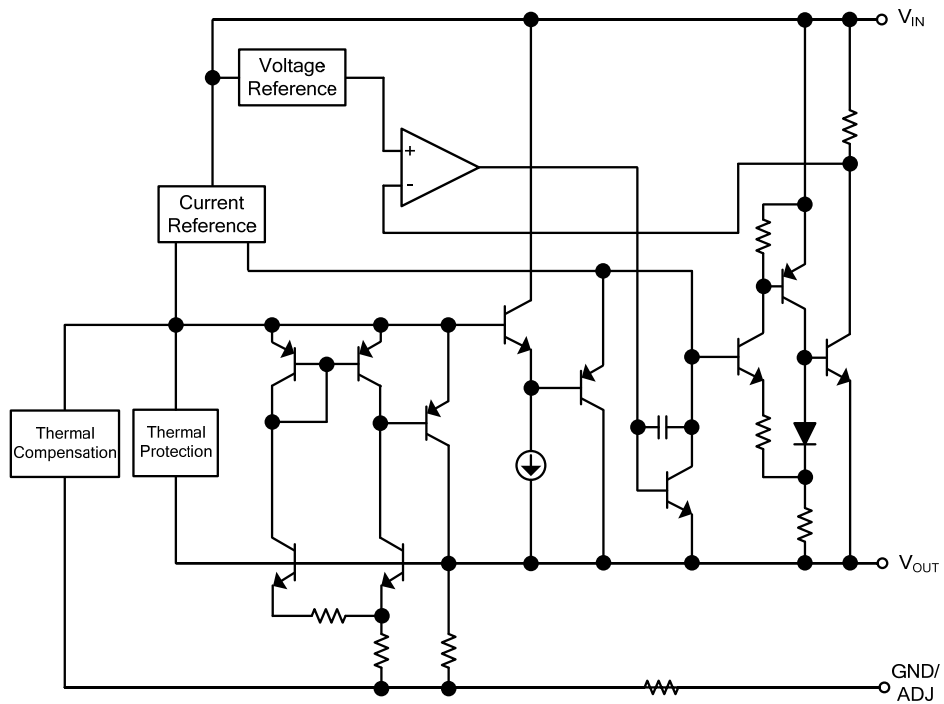 V_IN
Voltage
Reference
+
-
Current
Reference
Thermal
Compensation
Thermal
Protection
V_OUT
GND/
ADJ